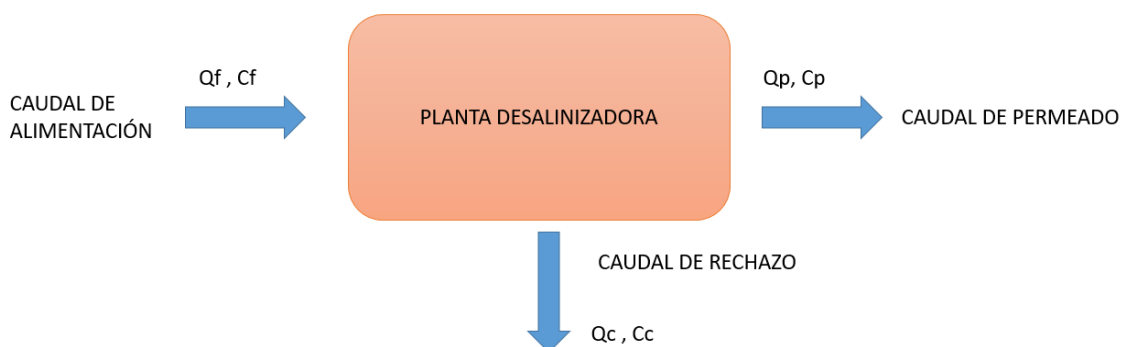 Qf , Cf
CAUDAL DE
ALIMENTACIÓN
PLANTA DESALINIZADORA
Qp, Cp
CAUDAL DE PERMEADO
CAUDAL DE RECHAZO
Qc , Cc